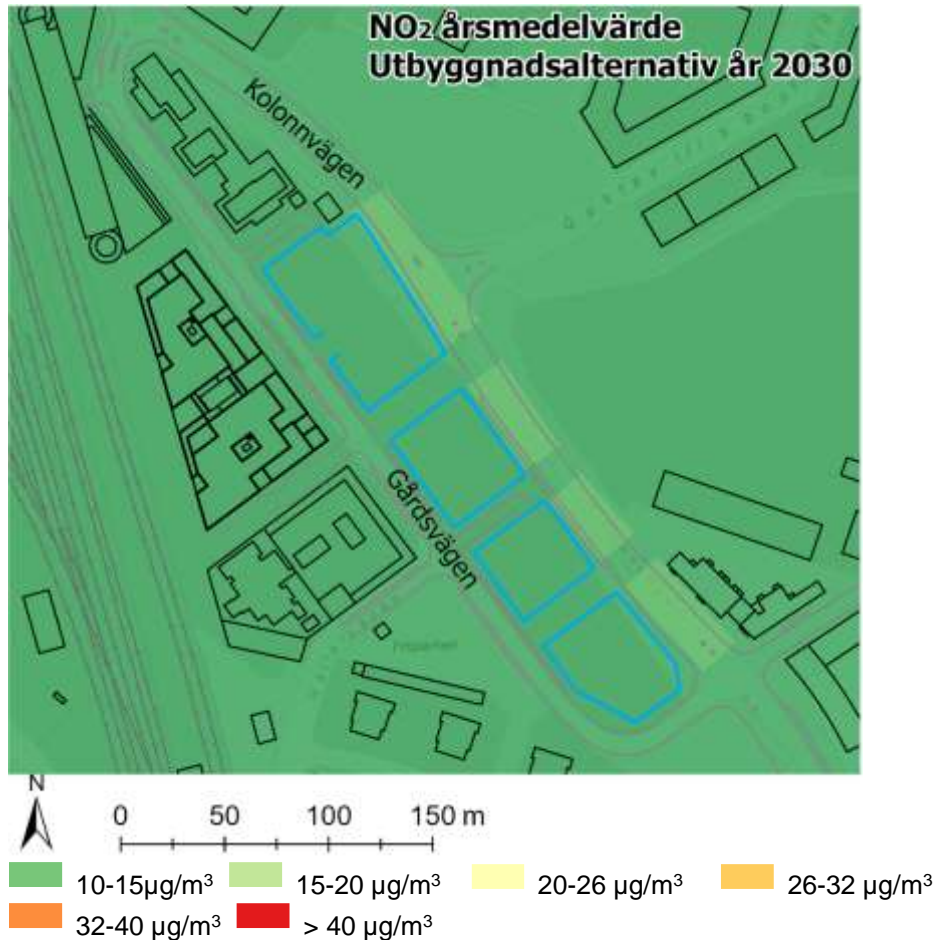 NO₂ årsmedelvärde
Utbyggnadsalternativ år 2030
Kolonnvägen
Gårdsvägen
N
0 50 100 150 m
10-15µg/m³ 15-20 µg/m³ 20-26 µg/m³ 26-32 µg/m³
32-40 µg/m³ > 40 µg/m³